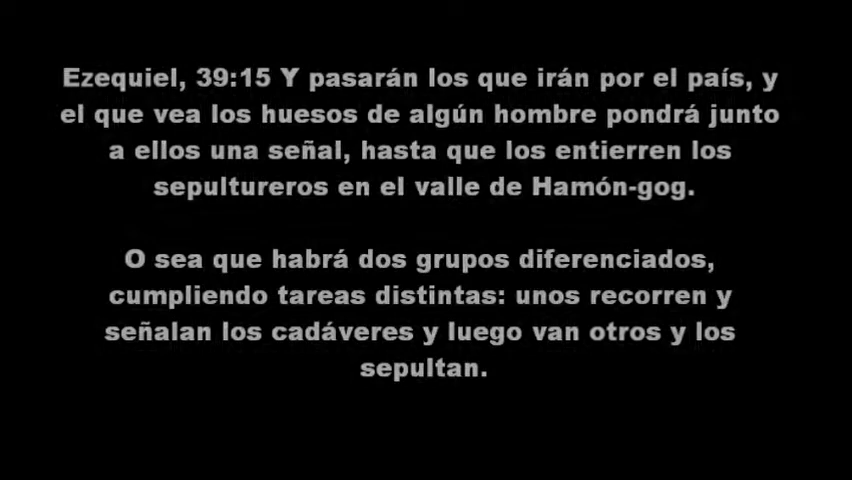 Ezequiel, 39:15 Y pasarán los que irán por el país, y
el que vea los huesos de algún hombre pondrá junto
a ellos una señal, hasta que los entierren los
sepultureros en el valle de Hamón-gog.
O sea que habrá dos grupos diferenciados,
cumpliendo tareas distintas: unos recorren y
señalan los cadáveres y luego van otros y los
sepultan.